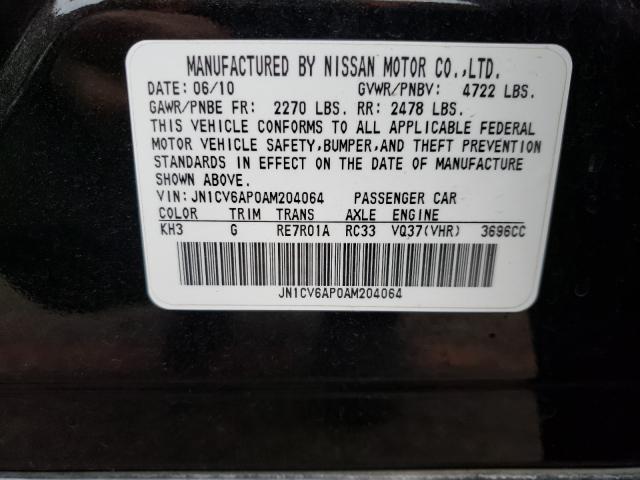 MANUFACTURED BY NISSAN MOTOR CO.,LTD.
DATE: 06/10 GVWR/PNBV: 4722 LBS.
GAWR/PNBE FR: 2270 LBS. RR: 2478 LBS.
THIS VEHICLE CONFORMS TO ALL APPLICABLE FEDERAL
MOTOR VEHICLE SAFETY,BUMPER,AND THEFT PREVENTION
STANDARDS IN EFFECT ON THE DATE OF MANUFACTURE
SHOWN ABOVE.
VIN: JN1CV6AP0AM204064 PASSENGER CAR
COLOR TRIM TRANS AXLE ENGINE
KH3 G RE7R01A RC33 VQ37(VHR) 3696CC
JN1CV6AP0AM204064